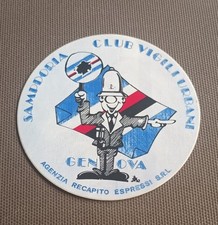 SAMPDORIA CLUB VIGILI URBANI
GENOVA
AGENZIA RECAPITO ESPRESSI S.R.L